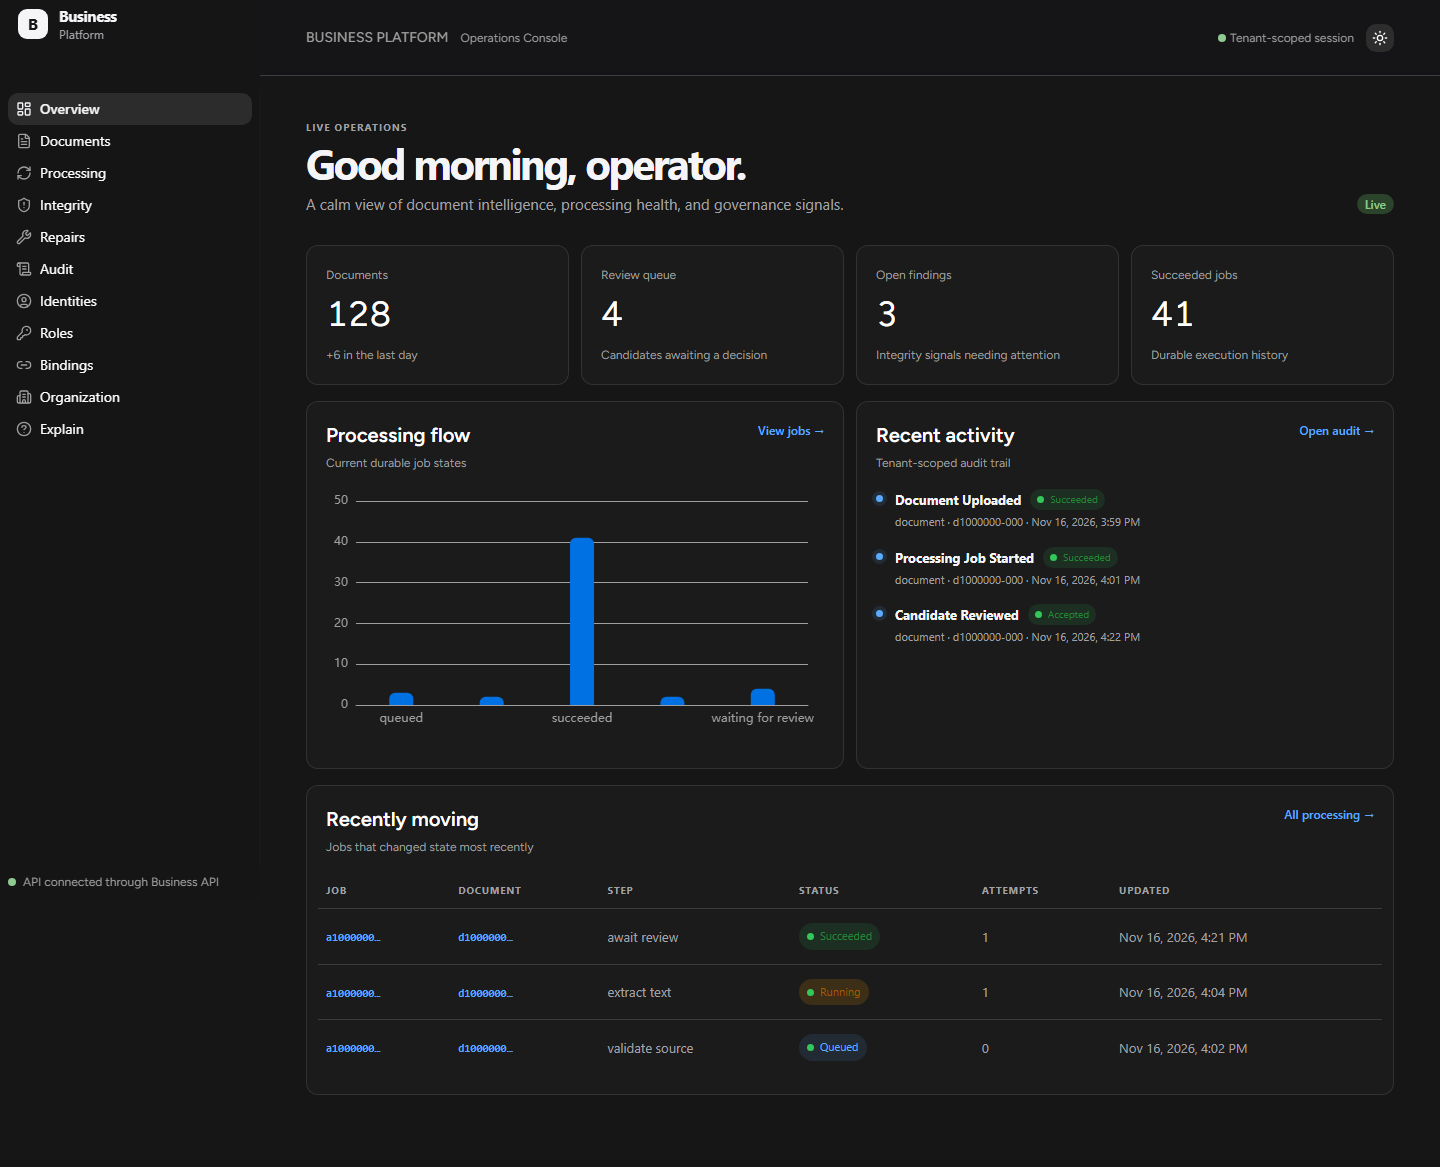 B
Business
Platform
BUSINESS PLATFORM Operations Console
Tenant-scoped session
Overview
Documents
Processing
Integrity
Repairs
Audit
Identities
Roles
Bindings
Organization
Explain
API connected through Business API
LIVE OPERATIONS
Good morning, operator.
A calm view of document intelligence, processing health, and governance signals.
Live
Documents
128
+6 in the last day
Review queue
4
Candidates awaiting a decision
Open findings
3
Integrity signals needing attention
Succeeded jobs
41
Durable execution history
Processing flow
View jobs →
Current durable job states
50
40
30
20
10
0
queued succeeded waiting for review
Recent activity
Open audit →
Tenant-scoped audit trail
Document Uploaded Succeeded
document · d1000000-000 · Nov 16, 2026, 3:59 PM
Processing Job Started Succeeded
document · d1000000-000 · Nov 16, 2026, 4:01 PM
Candidate Reviewed Accepted
document · d1000000-000 · Nov 16, 2026, 4:22 PM
Recently moving
All processing →
Jobs that changed state most recently
JOB DOCUMENT STEP STATUS ATTEMPTS UPDATED
a1000000… d1000000… await review Succeeded 1 Nov 16, 2026, 4:21 PM
a1000000… d1000000… extract text Running 1 Nov 16, 2026, 4:04 PM
a1000000… d1000000… validate source Queued 0 Nov 16, 2026, 4:02 PM